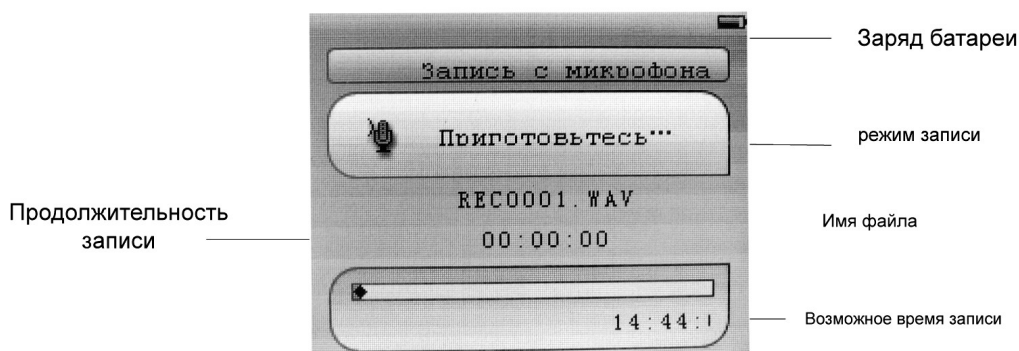 Заряд батареи
Запись с микрофона
Приготовьтесь...
режим записи
REC0001.WAV
Имя файла
Продолжительность
записи
00:00:00
14:44:
Возможное время записи